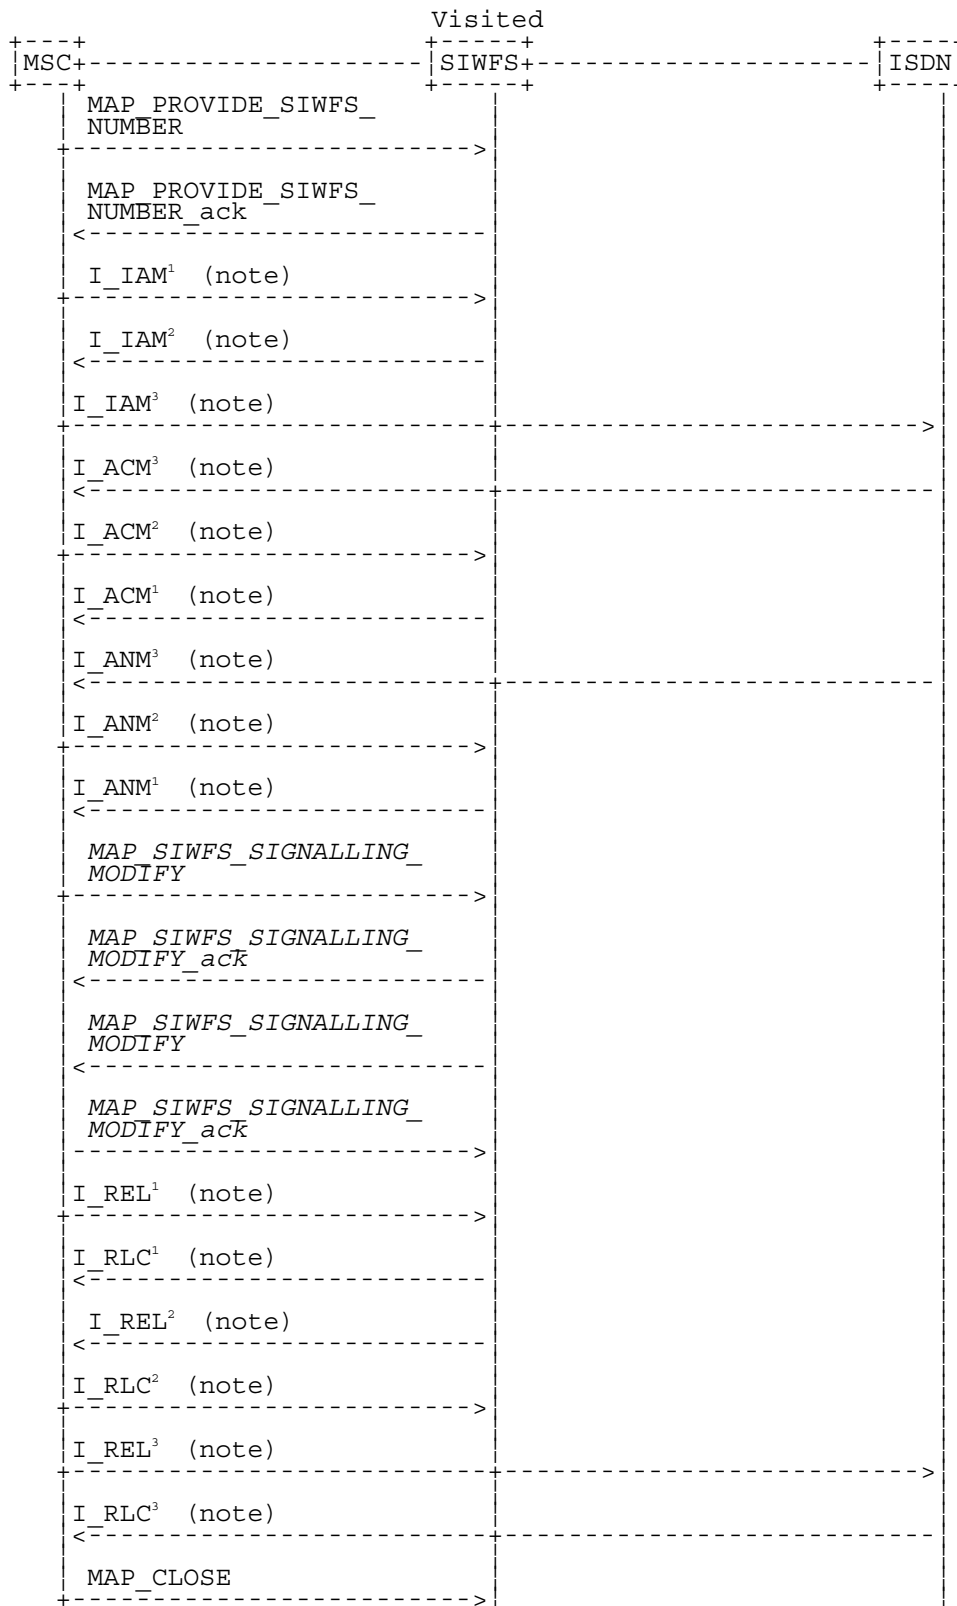 Visited
MSC SIWFS ISDN
MAP_PROVIDE_SIWFS_
NUMBER
MAP_PROVIDE_SIWFS_
NUMBER_ack
I_IAM¹ (note)
I_IAM² (note)
I_IAM³ (note)
I_ACM³ (note)
I_ACM² (note)
I_ACM¹ (note)
I_ANM³ (note)
I_ANM² (note)
I_ANM¹ (note)
MAP_SIWFS_SIGNALLING_
MODIFY
MAP_SIWFS_SIGNALLING_
MODIFY_ack
MAP_SIWFS_SIGNALLING_
MODIFY
MAP_SIWFS_SIGNALLING_
MODIFY_ack
I_REL¹ (note)
I_RLC¹ (note)
I_REL² (note)
I_RLC² (note)
I_REL³ (note)
I_RLC³ (note)
MAP_CLOSE